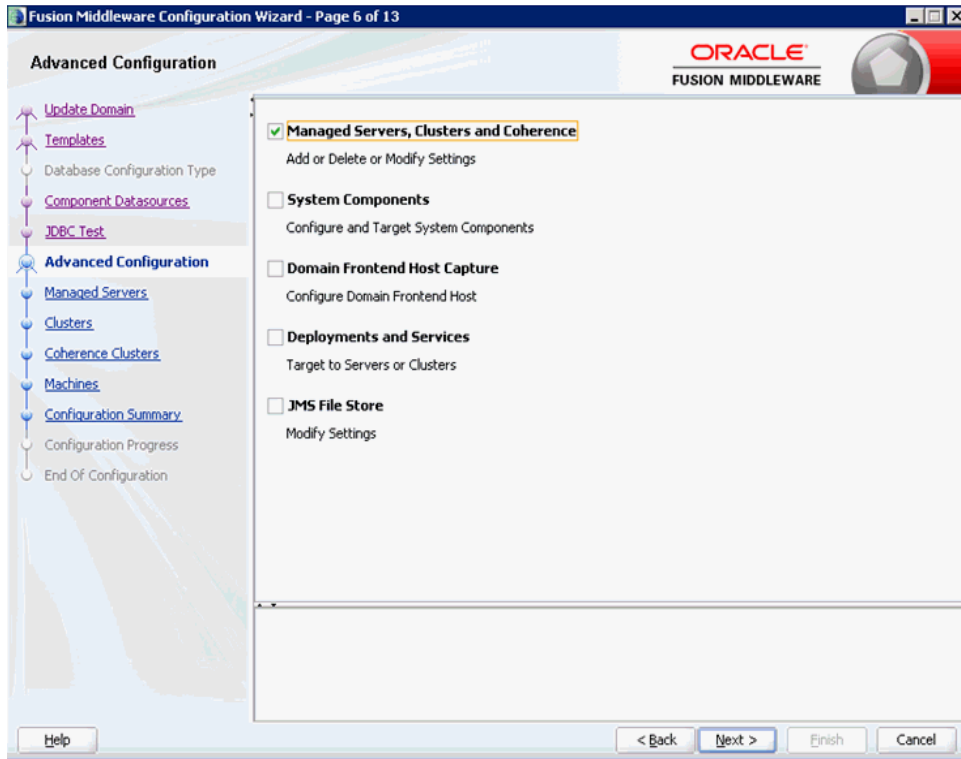 Fusion Middleware Configuration Wizard - Page 6 of 13
Advanced Configuration
ORACLE
FUSION MIDDLEWARE
Update Domain
Templates
Database Configuration Type
Component Datasources
JDBC Test
Advanced Configuration
Managed Servers
Clusters
Coherence Clusters
Machines
Configuration Summary
Configuration Progress
End Of Configuration
Managed Servers, Clusters and Coherence
Add or Delete or Modify Settings
System Components
Configure and Target System Components
Domain Frontend Host Capture
Configure Domain Frontend Host
Deployments and Services
Target to Servers or Clusters
JMS File Store
Modify Settings
Help
< Back
Next >
Finish
Cancel